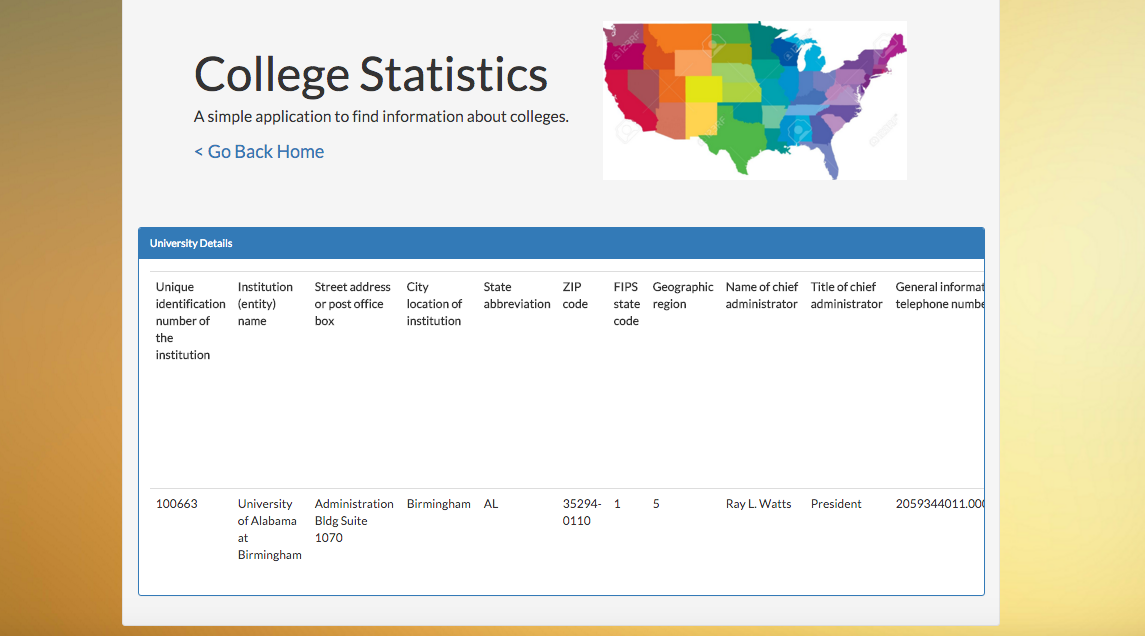 College Statistics
A simple application to find information about colleges.
< Go Back Home
University Details
Unique identification number of the institution
Institution (entity) name
Street address or post office box
City location of institution
State abbreviation
ZIP code
FIPS state code
Geographic region
Name of chief administrator
Title of chief administrator
General informat
telephone numbe
100663
University of Alabama at Birmingham
Administration Bldg Suite 1070
Birmingham
AL
35294-0110
1
5
Ray L. Watts
President
2059344011.00